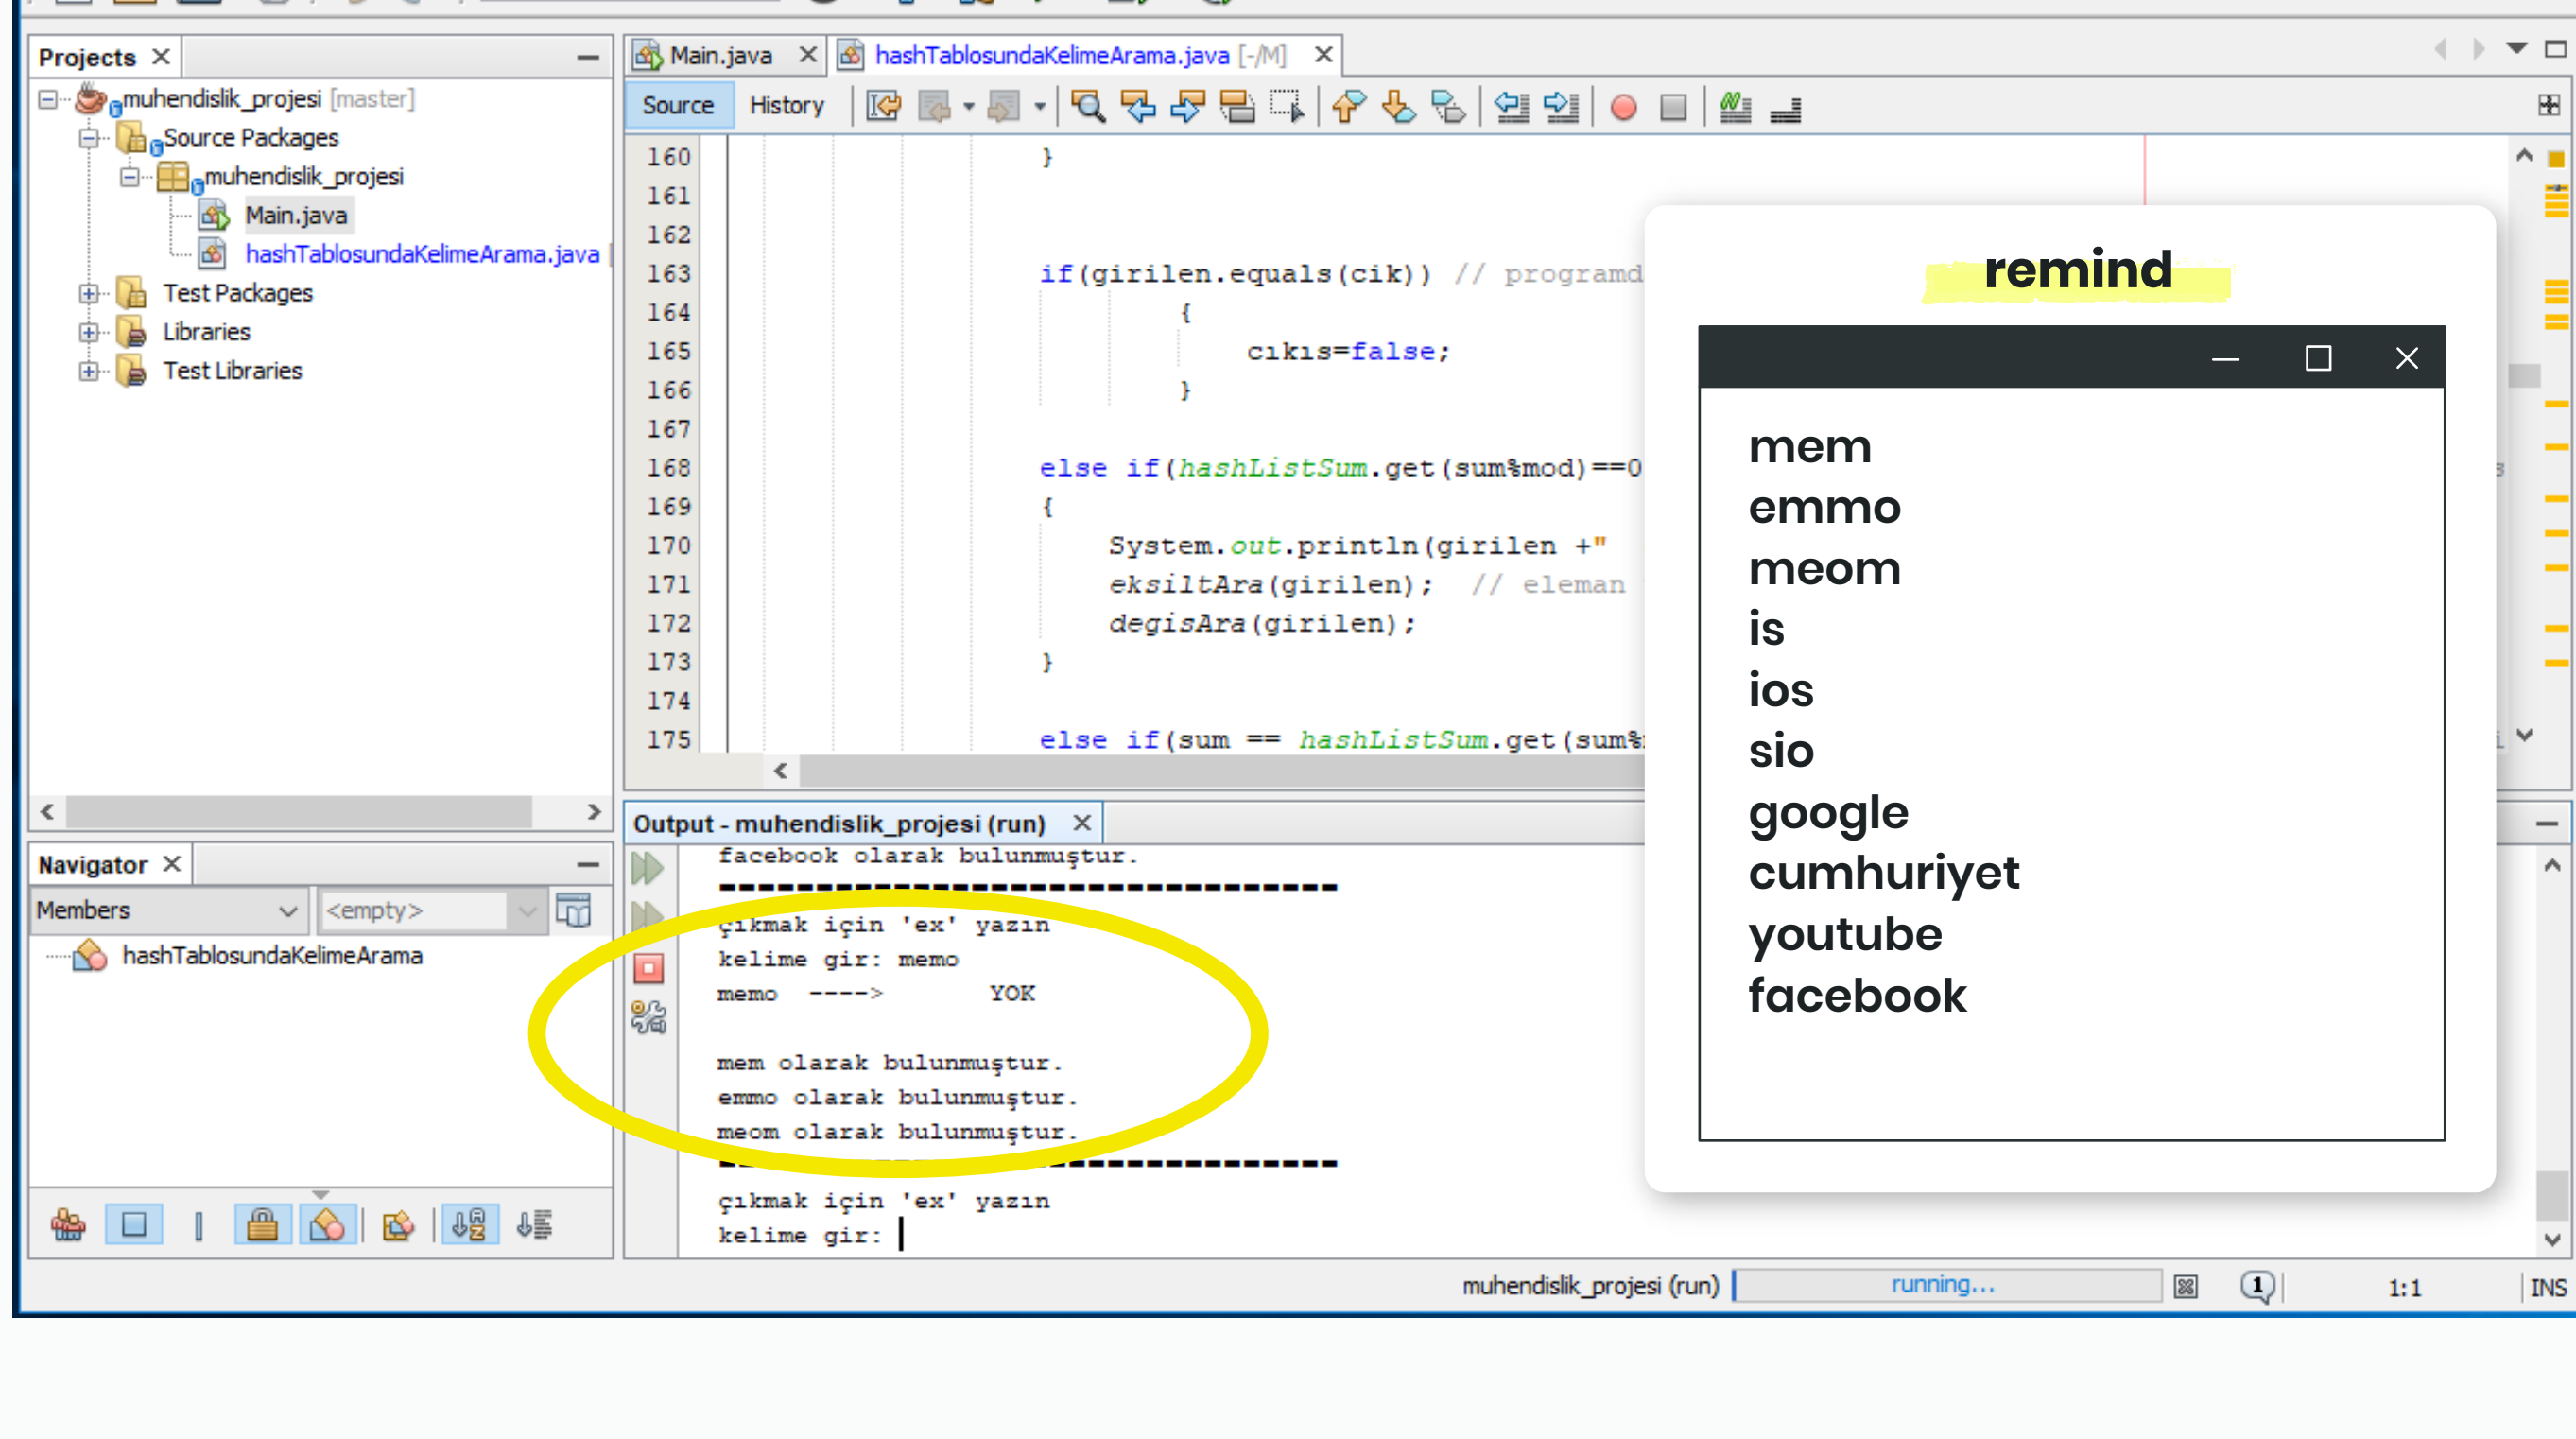 Projects
muhendislik_projesi [master]
Source Packages
muhendislik_projesi
Main.java
hashTablosundaKelimeArama.java
Test Packages
Libraries
Test Libraries
Navigator
Members
<empty>
hashTablosundaKelimeArama
Main.java
hashTablosundaKelimeArama.java [-/M]
Source
History
160 }
161
162
163 if(girilen.equals(cik)) // programd
164 {
165 cıkıs=false;
166 }
167
168 else if(hashListSum.get(sum%mod)==0
169 {
170 System.out.println(girilen +"
171 eksiltAra(girilen); // eleman
172 degisAra(girilen);
173 }
174
175 else if(sum == hashListSum.get(sum%
Output - muhendislik_projesi (run)
facebook olarak bulunmuştur.
---------------------------------
çıkmak için 'ex' yazın
kelime gir: memo
memo ----> YOK
mem olarak bulunmuştur.
emmo olarak bulunmuştur.
meom olarak bulunmuştur.
---------------------------------
çıkmak için 'ex' yazın
kelime gir:
remind
mem
emmo
meom
is
ios
sio
google
cumhuriyet
youtube
facebook
muhendislik_projesi (run)
running...
1
1:1
INS